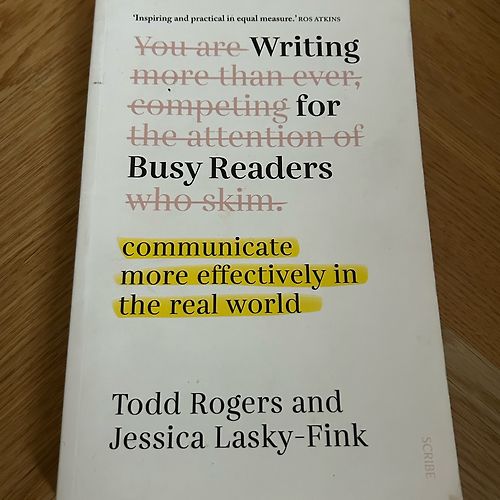 ‘Inspiring and practical in equal measure.’ ROS ATKINS
You are Writing
more than ever,
competing for
the attention of
Busy Readers
who skim.
communicate
more effectively in
the real world
Todd Rogers and
Jessica Lasky-Fink
SCRIBE